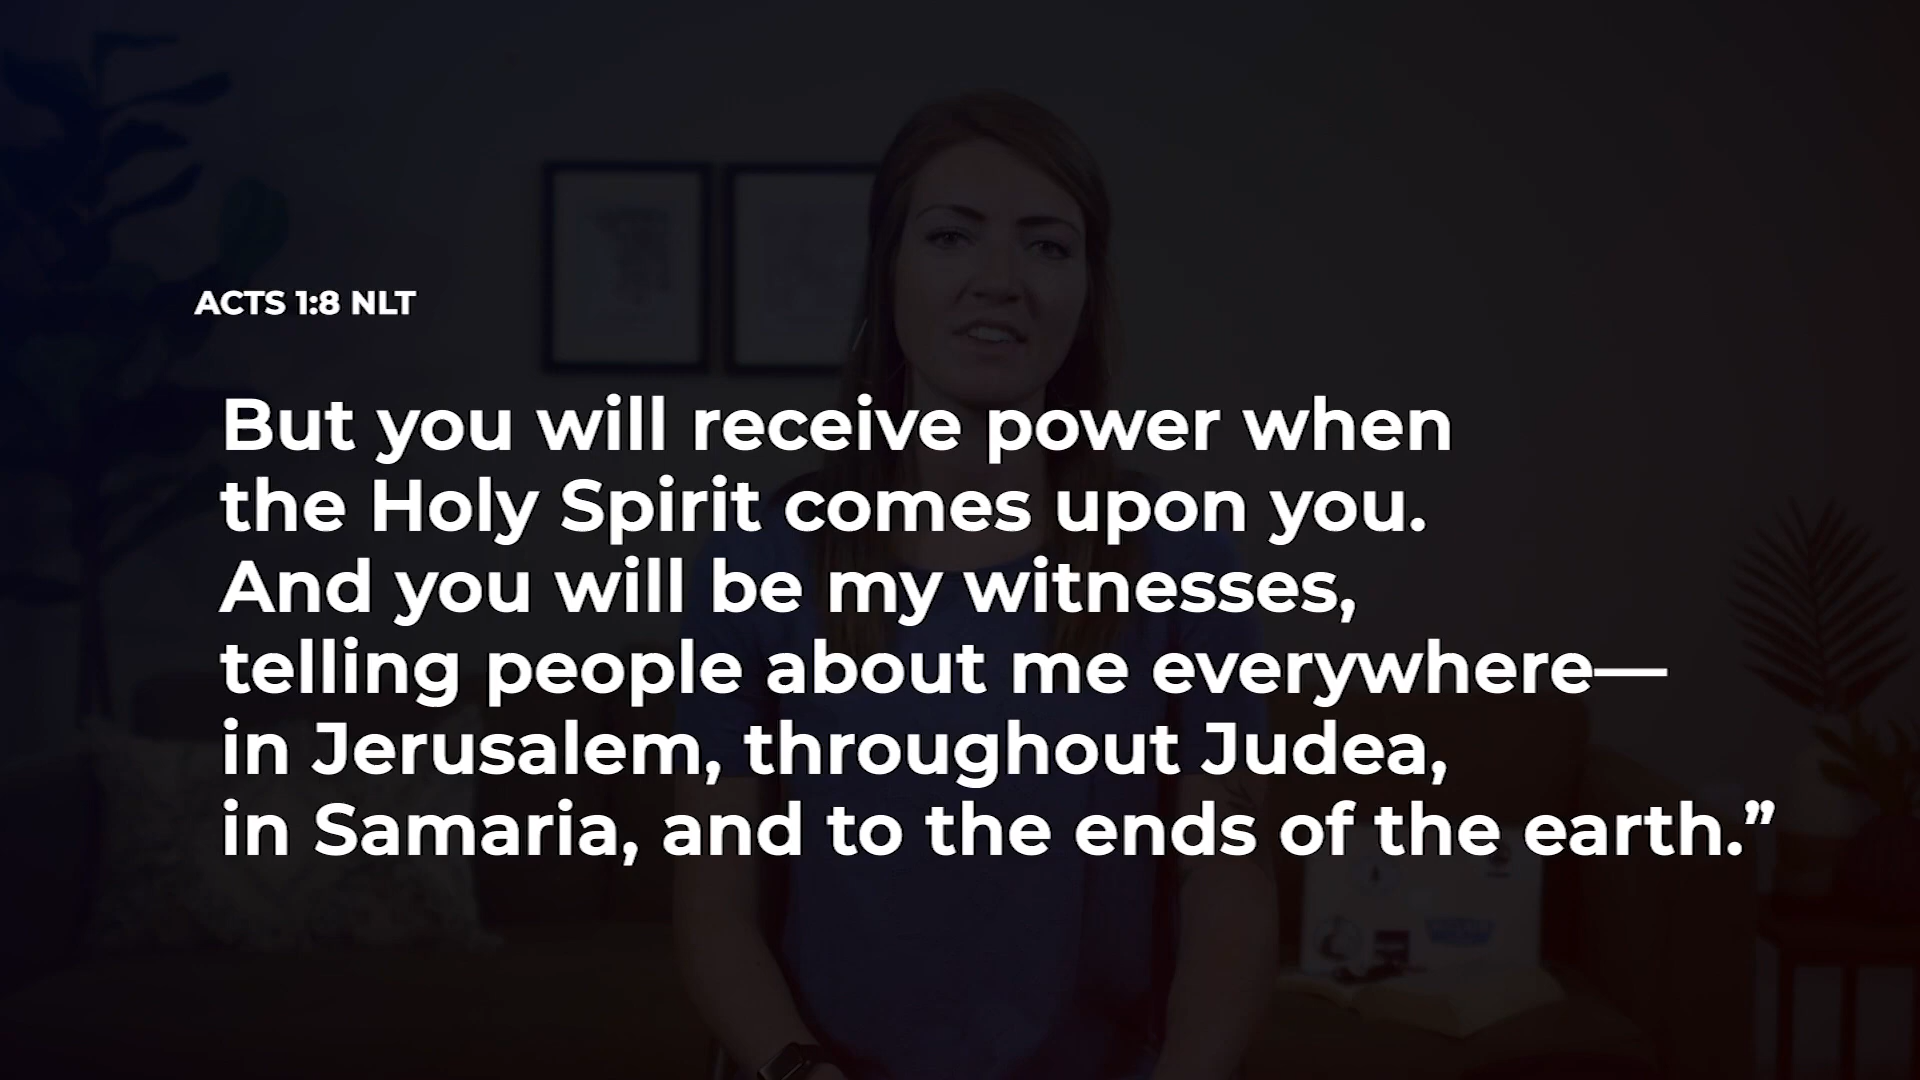 ACTS 1:8 NLT
But you will receive power when
the Holy Spirit comes upon you.
And you will be my witnesses,
telling people about me everywhere—
in Jerusalem, throughout Judea,
in Samaria, and to the ends of the earth.”